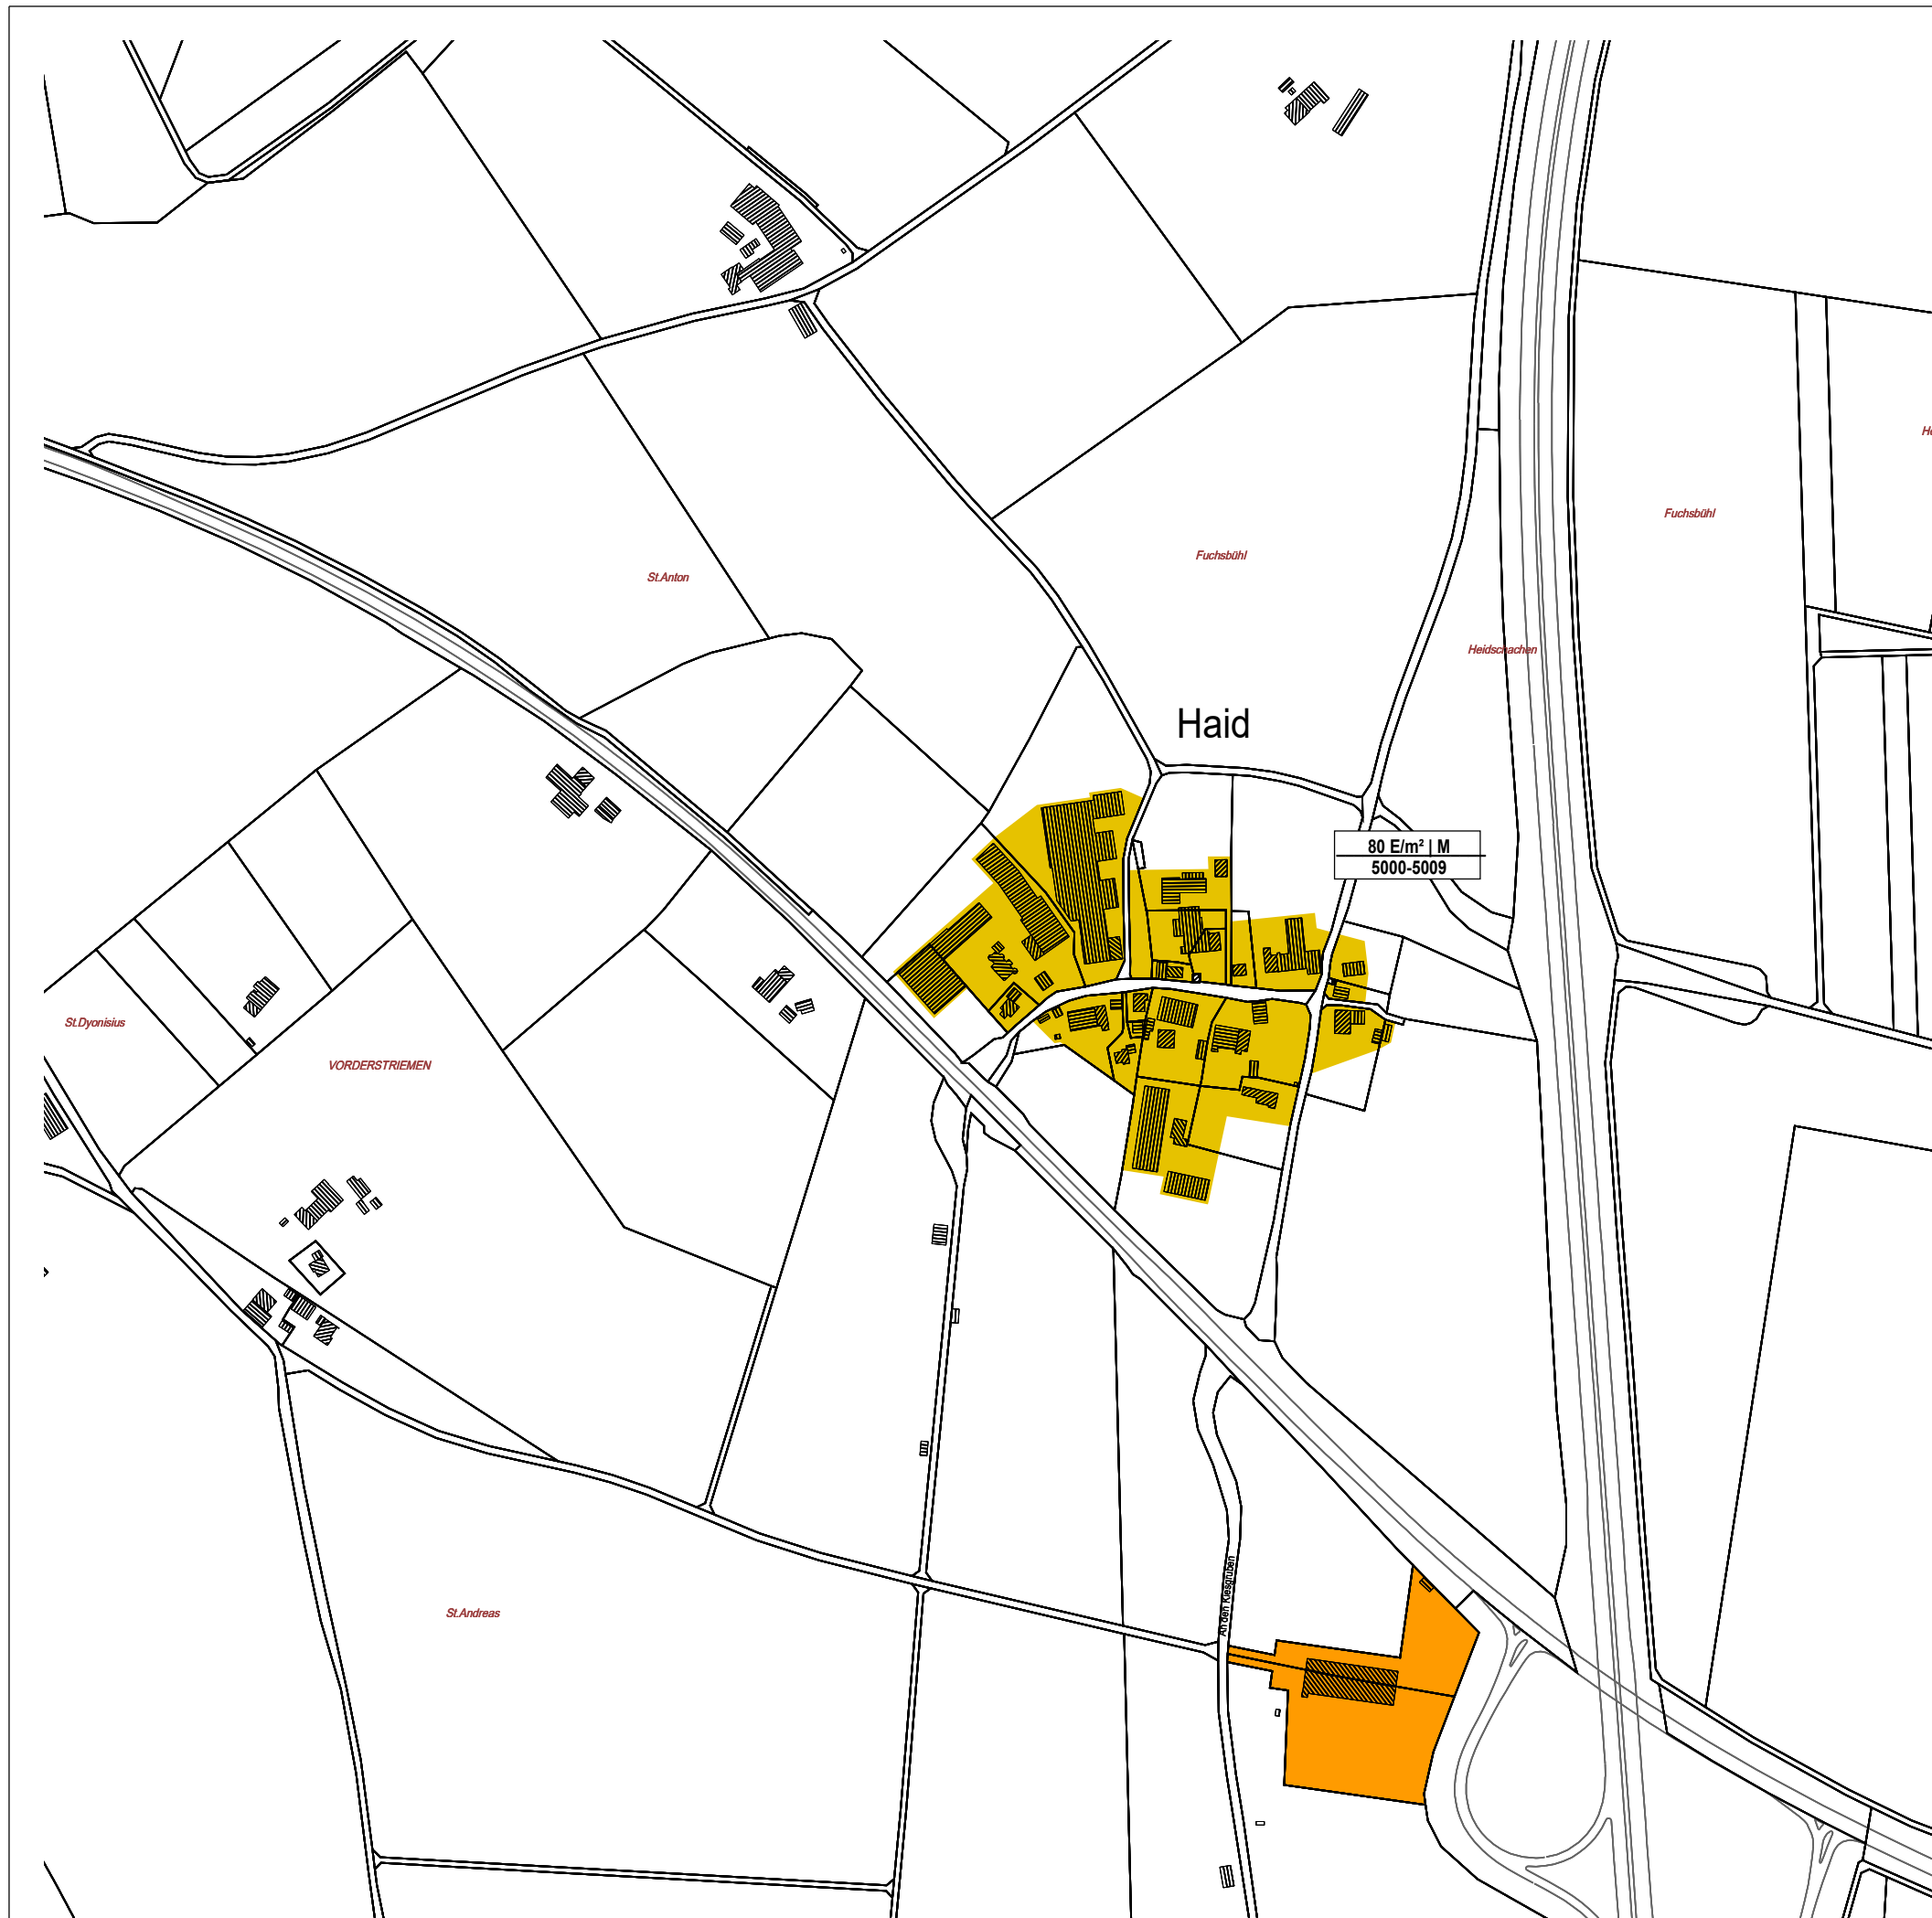 Fuchsbühl
Fuchsbühl
St.Anton
Heidschachen
Haid
80 E/m² | M
5000-5009
St.Dyonisius
VORDERSTRIEMEN
An den Kiesgruben
St.Andreas